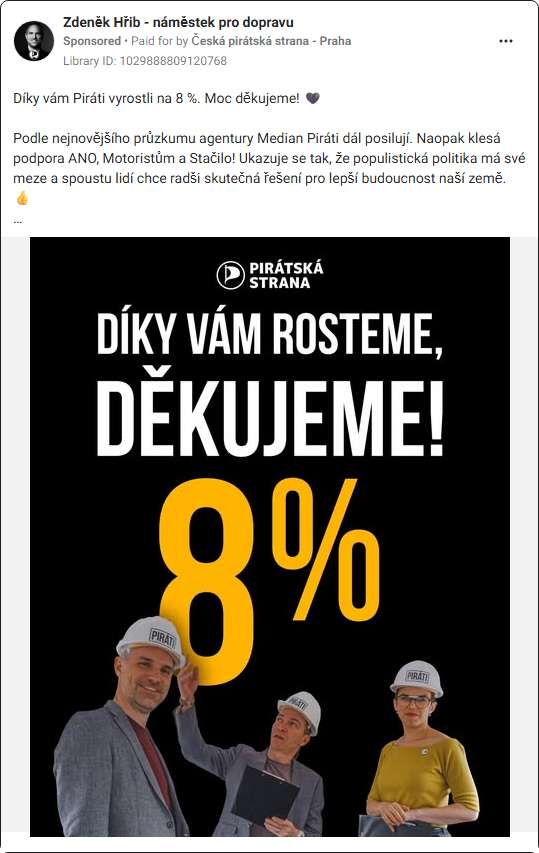 Zdeněk Hřib - náměstek pro dopravu
Sponsored • Paid for by Česká pirátská strana - Praha
Library ID: 1029888809120768
Díky vám Piráti vyrostli na 8 %. Moc děkujeme! 🖤
Podle nejnovějšího průzkumu agentury Median Piráti dál posilují. Naopak klesá
podpora ANO, Motoristům a Stačilo! Ukazuje se tak, že populistická politika má své
meze a spoustu lidí chce radši skutečná řešení pro lepší budoucnost naší země.
👍
...
PIRÁTSKÁ
STRANA
DÍKY VÁM ROSTEME,
DĚKUJEME!
8%
PIRÁTI
PIRÁTI
PIRÁTI